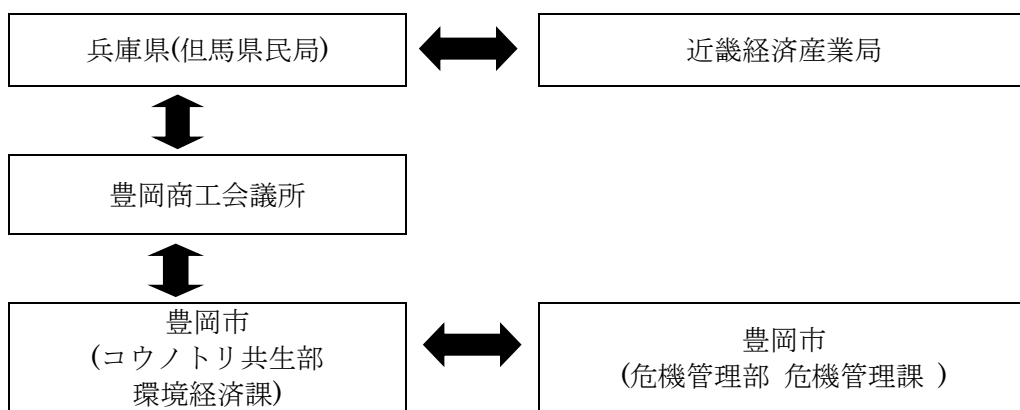 兵庫県(但馬県民局)
近畿経済産業局
豊岡商工会議所
豊岡市
(コウノトリ共生部
環境経済課)
豊岡市
(危機管理部 危機管理課 )